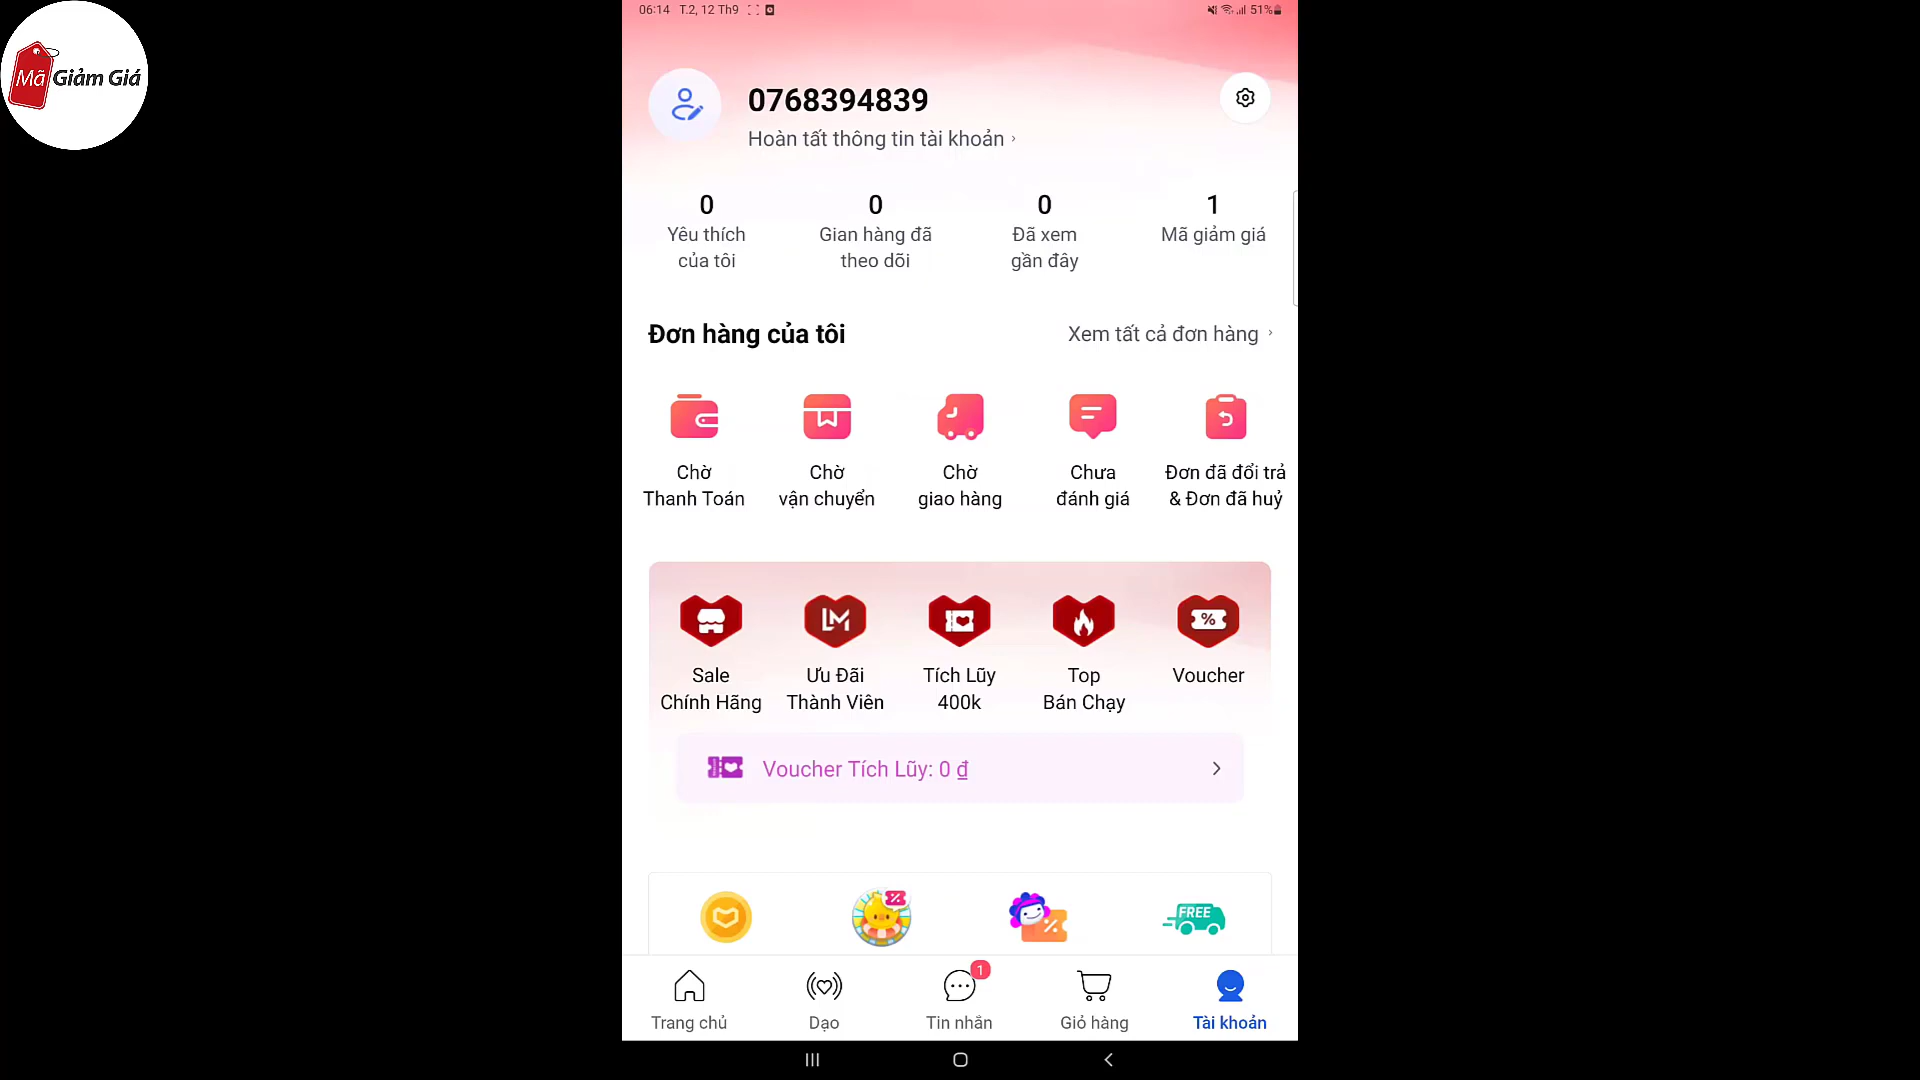 Mã Giảm Giá
06:14 T.2, 12 Th9
51%
0768394839
Hoàn tất thông tin tài khoản
0
Yêu thích
của tôi
0
Gian hàng đã
theo dõi
0
Đã xem
gần đây
1
Mã giảm giá
Đơn hàng của tôi
Xem tất cả đơn hàng
Chờ
Thanh Toán
Chờ
vận chuyển
Chờ
giao hàng
Chưa
đánh giá
Đơn đã đổi trả
& Đơn đã huỷ
LM
%
Sale
Chính Hãng
Ưu Đãi
Thành Viên
Tích Lũy
400k
Top
Bán Chạy
Voucher
Voucher Tích Lũy: 0 ₫
%
%
FREE
1
Trang chủ
Dạo
Tin nhắn
Giỏ hàng
Tài khoản